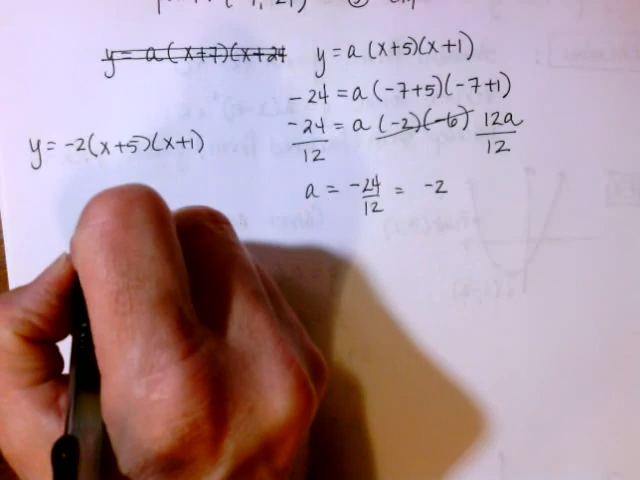 y = a(x+7)(x+24
y = a(x+5)(x+1)
-24 = a(-7+5)(-7+1)
-24/12 = a(-2)(-6) 12a/12
y = -2(x+5)(x+1)
a = -24/12 = -2